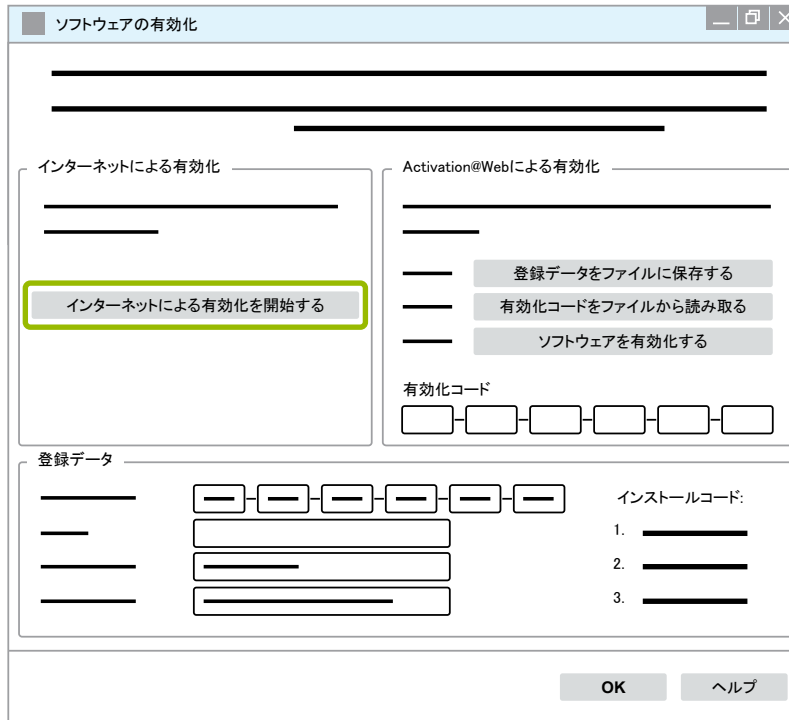 ソフトウェアの有効化
インターネットによる有効化
インターネットによる有効化を開始する
Activation@Webによる有効化
登録データをファイルに保存する
有効化コードをファイルから読み取る
ソフトウェアを有効化する
有効化コード
登録データ
インストールコード:
1.
2.
3.
OK
ヘルプ